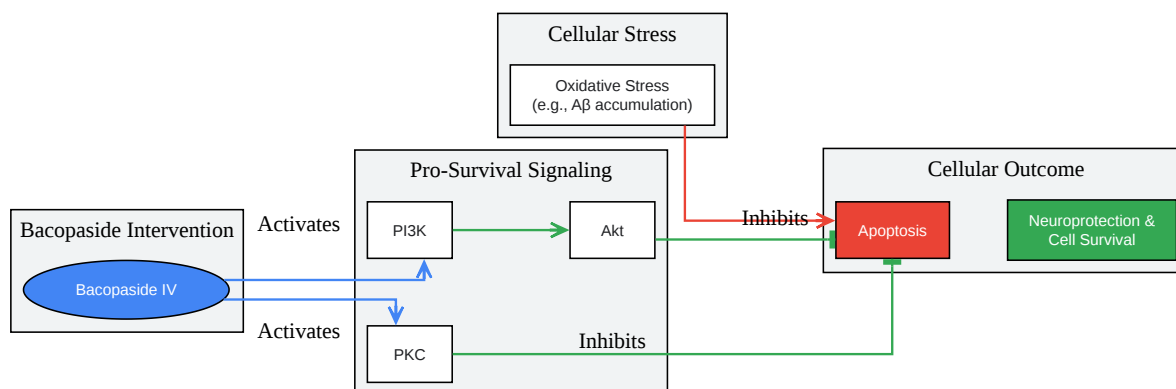 Cellular Stress
Oxidative Stress
(e.g., Aβ accumulation)
Pro-Survival Signaling
Cellular Outcome
Bacopaside Intervention
Activates
PI3K
Akt
Inhibits
Apoptosis
Neuroprotection &
Cell Survival
Bacopaside IV
Activates
PKC
Inhibits